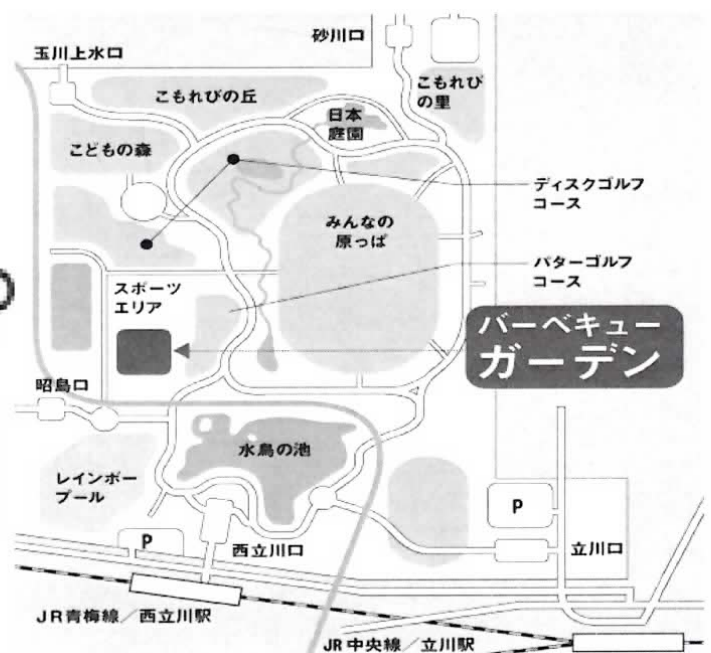 砂川口
玉川上水口
こもれびの丘
こもれび
の里
日本
庭園
こどもの森
ディスクゴルフ
コース
みんなの
原っぱ
パターゴルフ
コース
スポーツ
エリア
バーベキュー
ガーデン
昭島口
水鳥の池
レインボー
プール
P
P
西立川口
立川口
JR青梅線/西立川駅
JR中央線/立川駅